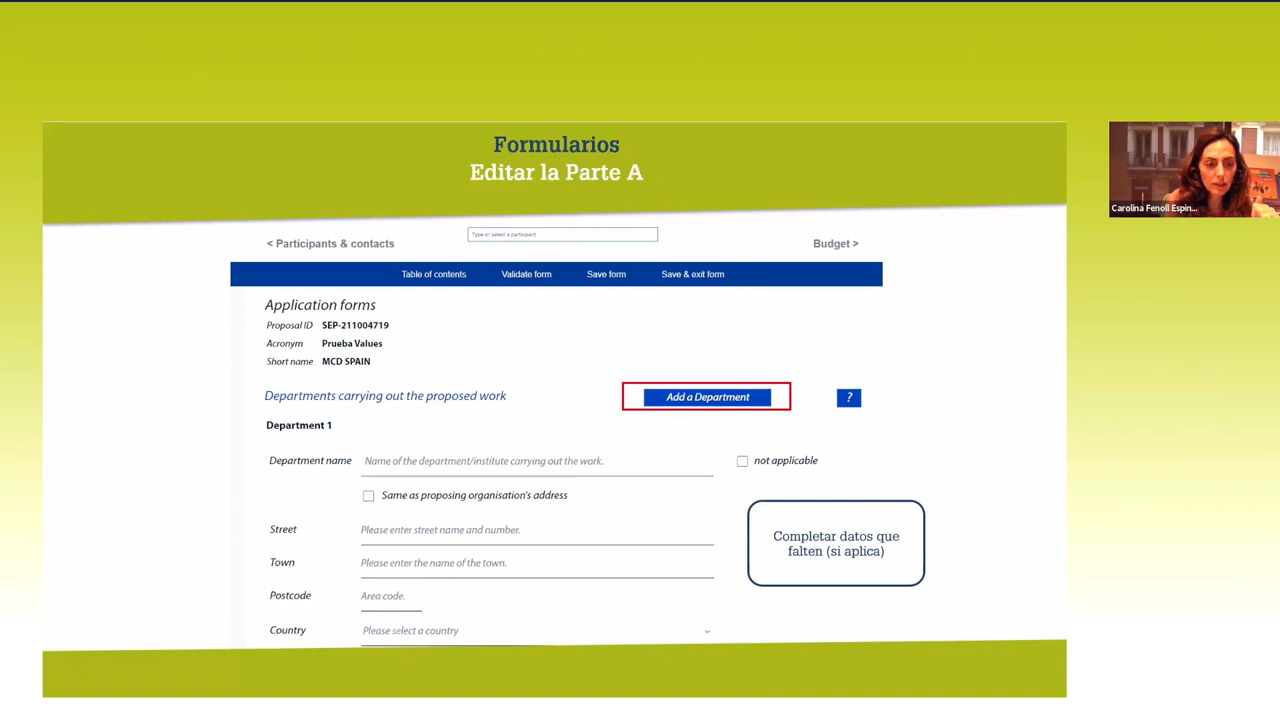 Formularios
Editar la Parte A
Carolina Fenoll Espin...
< Participants & contacts
Type or select a participant
Budget >
Table of contents Validate form Save form Save & exit form
Application forms
Proposal ID SEP-211004719
Acronym Prueba Values
Short name MCD SPAIN
Departments carrying out the proposed work Add a Department ?
Department 1
Department name Name of the department/institute carrying out the work. not applicable
Same as proposing organisation's address
Street Please enter street name and number.
Completar datos que
falten (si aplica)
Town Please enter the name of the town.
Postcode Area code.
Country Please select a country